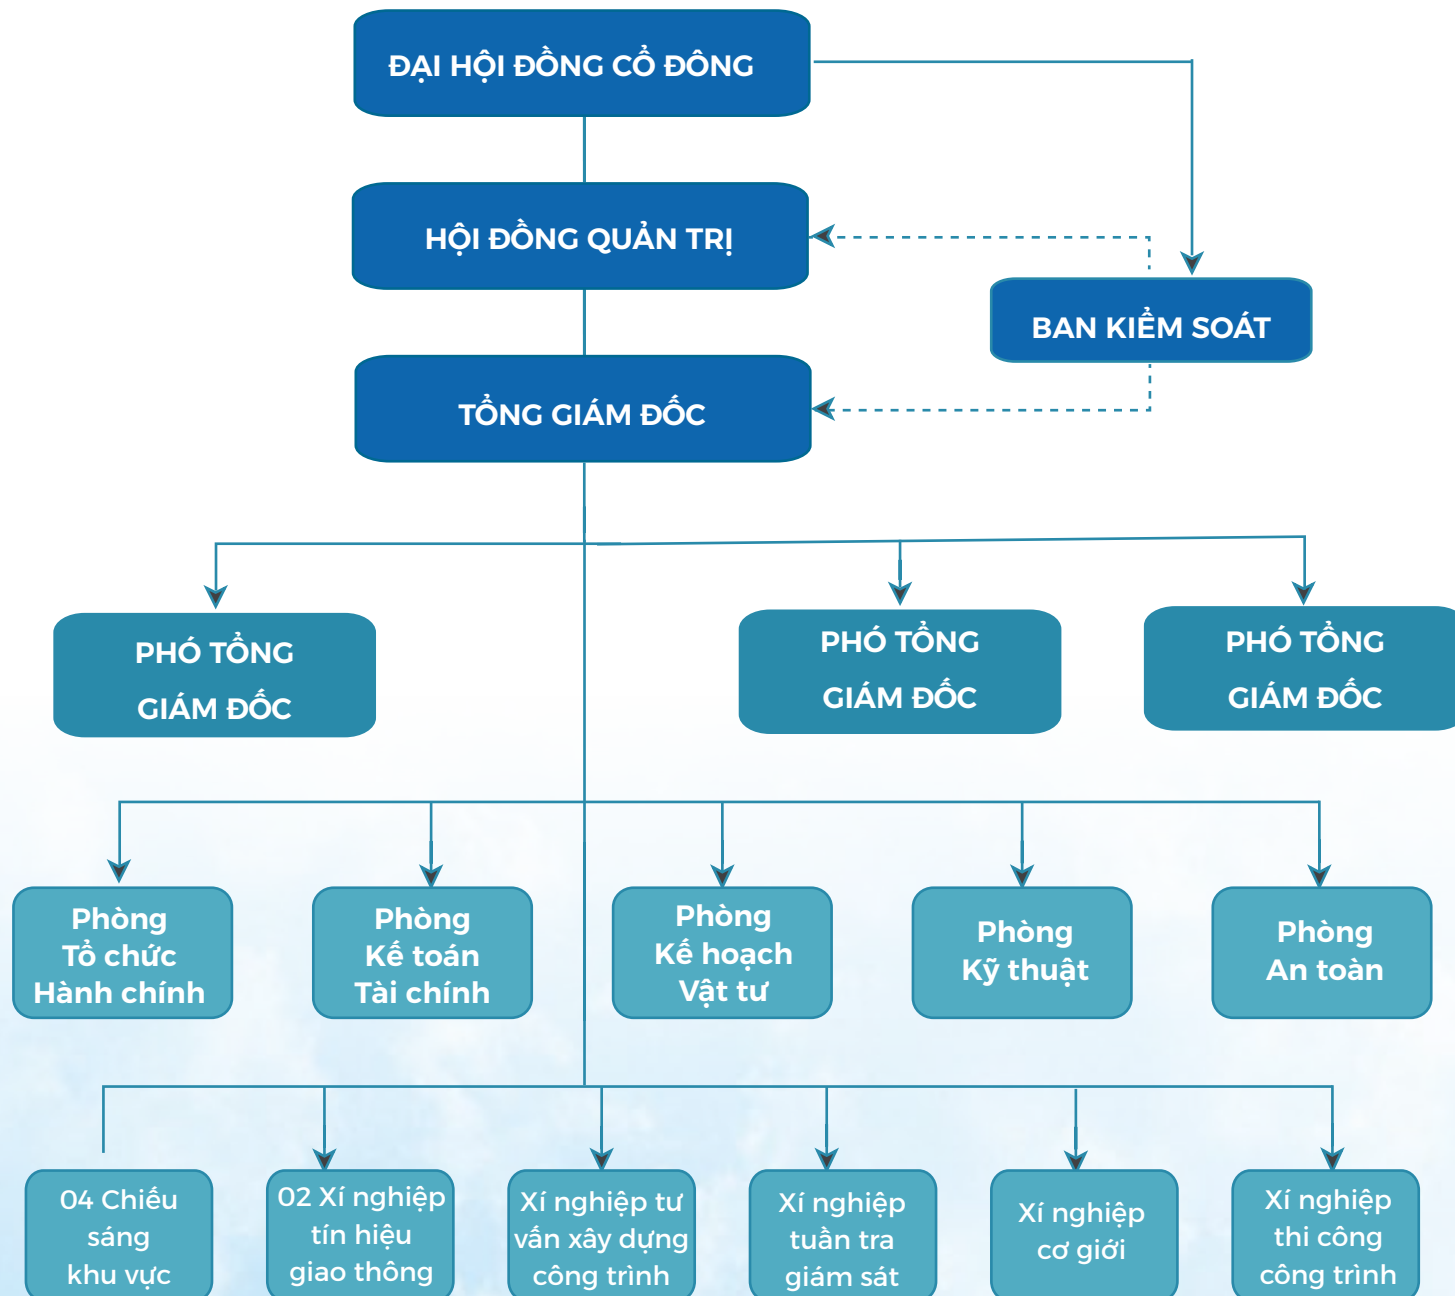 ĐẠI HỘI ĐỒNG CỔ ĐÔNG
HỘI ĐỒNG QUẢN TRỊ
BAN KIỂM SOÁT
TỔNG GIÁM ĐỐC
PHÓ TỔNG
GIÁM ĐỐC
PHÓ TỔNG
GIÁM ĐỐC
PHÓ TỔNG
GIÁM ĐỐC
Phòng
Tổ chức
Hành chính
Phòng
Kế toán
Tài chính
Phòng
Kế hoạch
Vật tư
Phòng
Kỹ thuật
Phòng
An toàn
04 Chiếu
sáng
khu vực
02 Xí nghiệp
tín hiệu
giao thông
Xí nghiệp tư
vấn xây dựng
công trình
Xí nghiệp
tuần tra
giám sát
Xí nghiệp
cơ giới
Xí nghiệp
thi công
công trình